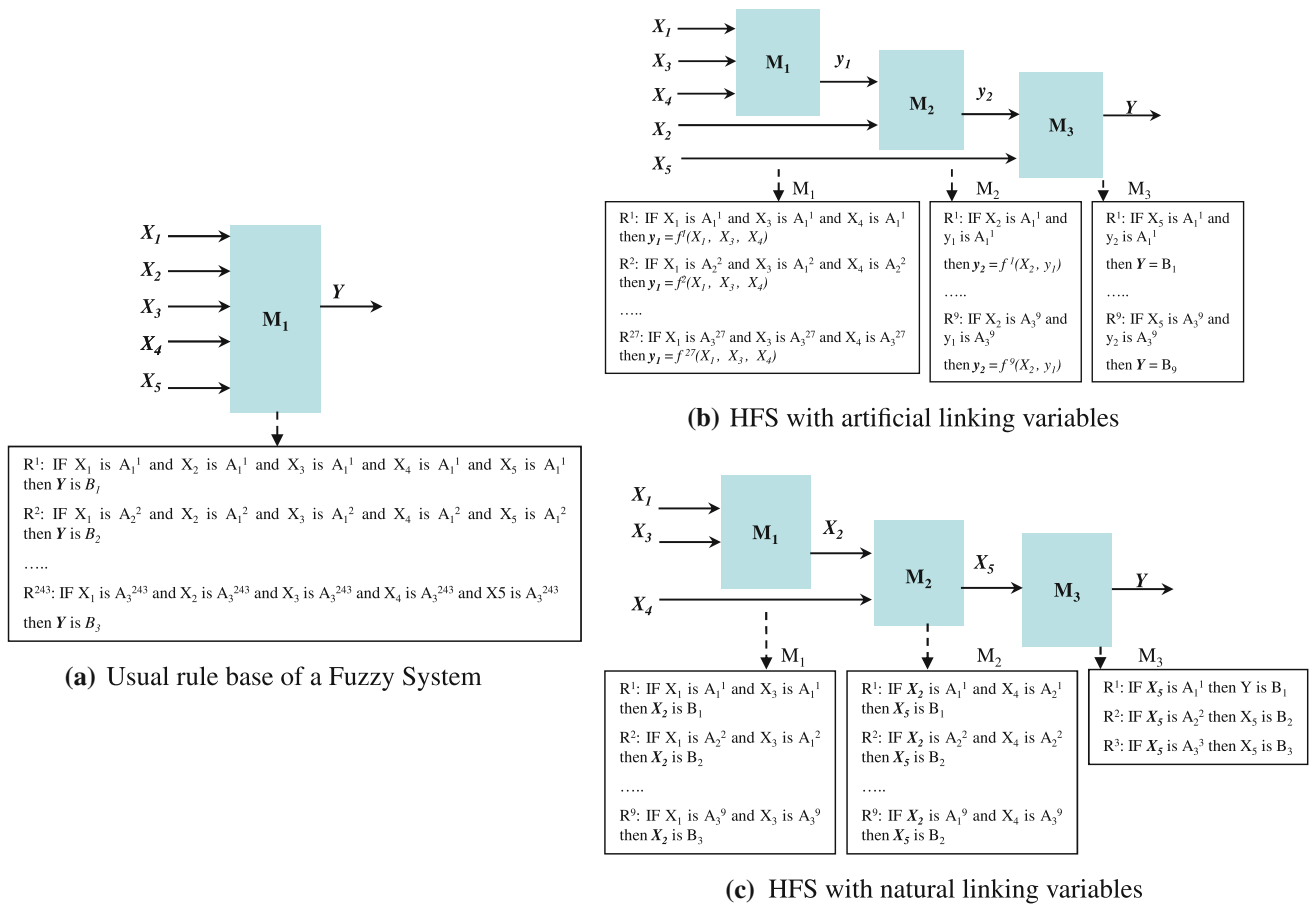 X₁
X₂
X₃
X₄
X₅
M₁
Y
R¹: IF X₁ is A₁¹ and X₂ is A₁¹ and X₃ is A₁¹ and X₄ is A₁¹ and X₅ is A₁¹
then Y is B₁
R²: IF X₁ is A₂² and X₂ is A₁² and X₃ is A₁² and X₄ is A₁² and X₅ is A₁²
then Y is B₂
…..
R²⁴³: IF X₁ is A₃²⁴³ and X₂ is A₃²⁴³ and X₃ is A₃²⁴³ and X₄ is A₃²⁴³ and X5 is A₃²⁴³
then Y is B₃
(a) Usual rule base of a Fuzzy System
X₁
X₃
X₄
X₂
X₅
M₁
y₁
M₂
y₂
M₃
Y
M₁
R¹: IF X₁ is A₁¹ and X₃ is A₁¹ and X₄ is A₁¹
then y₁ = f¹(X₁, X₃, X₄)
R²: IF X₁ is A₂² and X₃ is A₁² and X₄ is A₂²
then y₁ = f²(X₁, X₃, X₄)
…..
R²⁷: IF X₁ is A₃²⁷ and X₃ is A₃²⁷ and X₄ is A₃²⁷
then y₁ = f²⁷(X₁, X₃, X₄)
M₂
R¹: IF X₂ is A₁¹ and
y₁ is A₁¹
then y₂ = f¹(X₂, y₁)
…..
R⁹: IF X₂ is A₃⁹ and
y₁ is A₃⁹
then y₂ = f⁹(X₂, y₁)
M₃
R¹: IF X₅ is A₁¹ and
y₂ is A₁¹
then Y = B₁
…..
R⁹: IF X₅ is A₃⁹ and
y₂ is A₃⁹
then Y = B₉
(b) HFS with artificial linking variables
X₁
X₃
X₄
M₁
X₂
M₂
X₅
M₃
Y
M₁
R¹: IF X₁ is A₁¹ and X₃ is A₁¹
then X₂ is B₁
R²: IF X₁ is A₂² and X₃ is A₁²
then X₂ is B₂
…..
R⁹: IF X₁ is A₃⁹ and X₃ is A₃⁹
then X₂ is B₃
M₂
R¹: IF X₂ is A₁¹ and X₄ is A₂¹
then X₅ is B₁
R²: IF X₂ is A₂² and X₄ is A₂²
then X₅ is B₂
…..
R⁹: IF X₂ is A₁⁹ and X₄ is A₃⁹
then X₅ is B₂
M₃
R¹: IF X₅ is A₁¹ then Y is B₁
R²: IF X₅ is A₂² then X₅ is B₂
R³: IF X₅ is A₃³ then X₅ is B₃
(c) HFS with natural linking variables